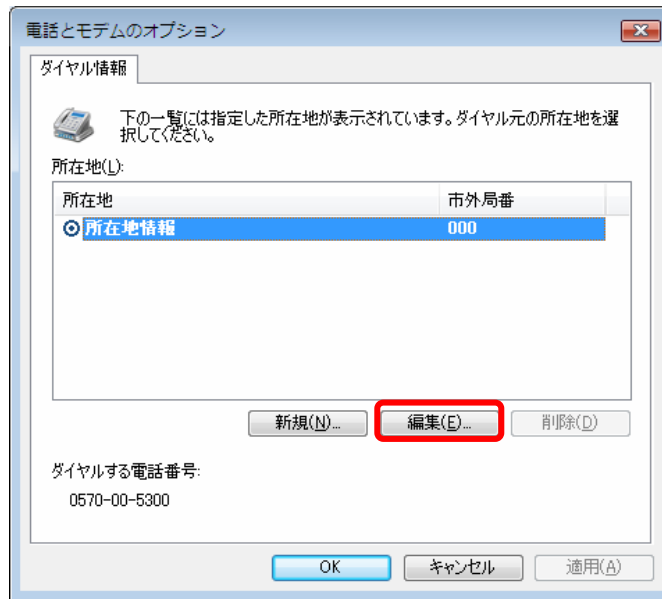 電話とモデムのオプション
ダイヤル情報
下の一覧には指定した所在地が表示されています。ダイヤル元の所在地を選
択してください。
所在地(L):
所在地 市外局番
所在地情報 000
新規(N)... 編集(E)... 削除(D)
ダイヤルする電話番号:
0570-00-5300
OK キャンセル 適用(A)